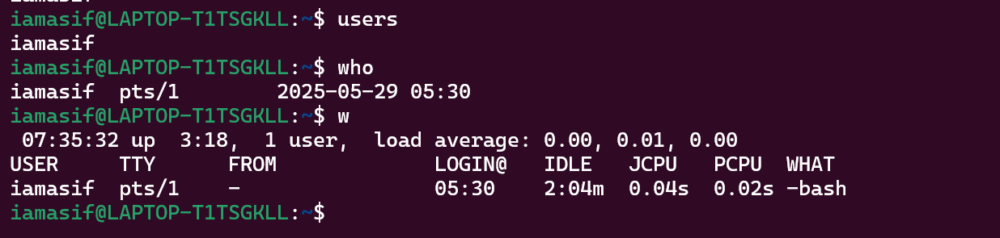 iamasif@LAPTOP-T1TSGKLL:~$ users
iamasif
iamasif@LAPTOP-T1TSGKLL:~$ who
iamasif  pts/1        2025-05-29 05:30
iamasif@LAPTOP-T1TSGKLL:~$ w
 07:35:32 up  3:18,  1 user,  load average: 0.00, 0.01, 0.00
USER     TTY      FROM             LOGIN@   IDLE   JCPU   PCPU  WHAT
iamasif  pts/1    -                05:30    2:04m  0.04s  0.02s -bash
iamasif@LAPTOP-T1TSGKLL:~$